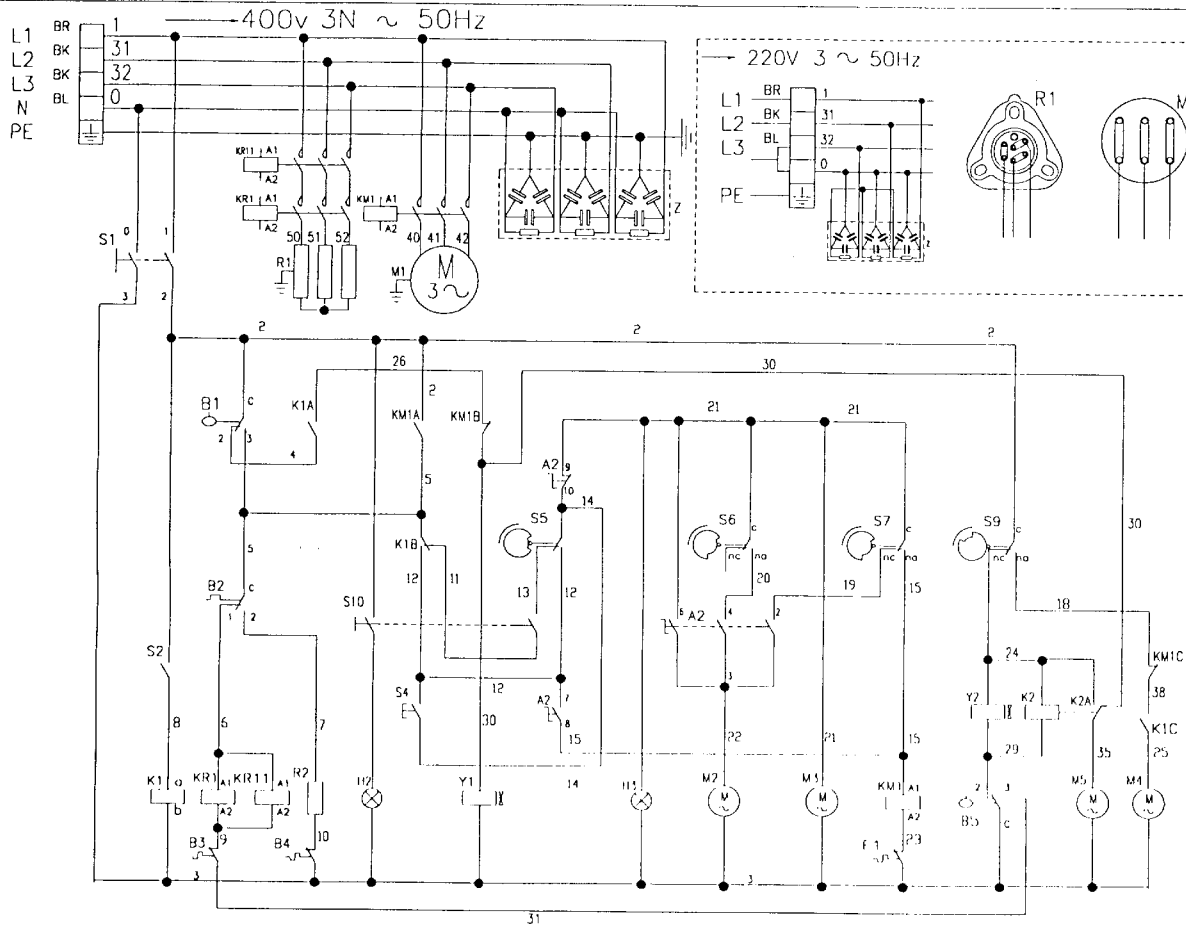 400v 3N ~ 50Hz
L1 BR 1
L2 BK 31
L3 BK 32
N BL 0
PE
220V 3 ~ 50Hz
L1 BR 1
L2 BK 31
L3 BL 32
0
PE
R1
M
Z
Z
KR11 A1
A2
KR1 A1
A2
KM1 A1
A2
50 51 52
40 41 42
R1
M1
M
3~
S1
0 1
3 2
2 2 2
26
30
B1
C
2 3
4
K1A
2
KM1A
KM1B
21 21
A2 9
10
14
5
5
K1B
S5
S6
C
nc na
S7
C
nc na
S9
C
nc na
30
12 11
13 12
20
19
15
18
B2
C
1 2
S10
6 A2 4 2
3
S2
S4
12
A2 7
8
15
24
KM1C
38
Y2
K2
K2A
K1C
8
6
7
30
22
21
15
29
35
25
14
K1 a
b
KR1 A1
A2
KR11 A1
A2
R2
H2
Y1
H3
M2
M
~
M3
M
~
KM1 A1
A2
2 3
B5
C
M5
M
~
M4
M
~
B3
9
B4
10
F1
23
3
3
31